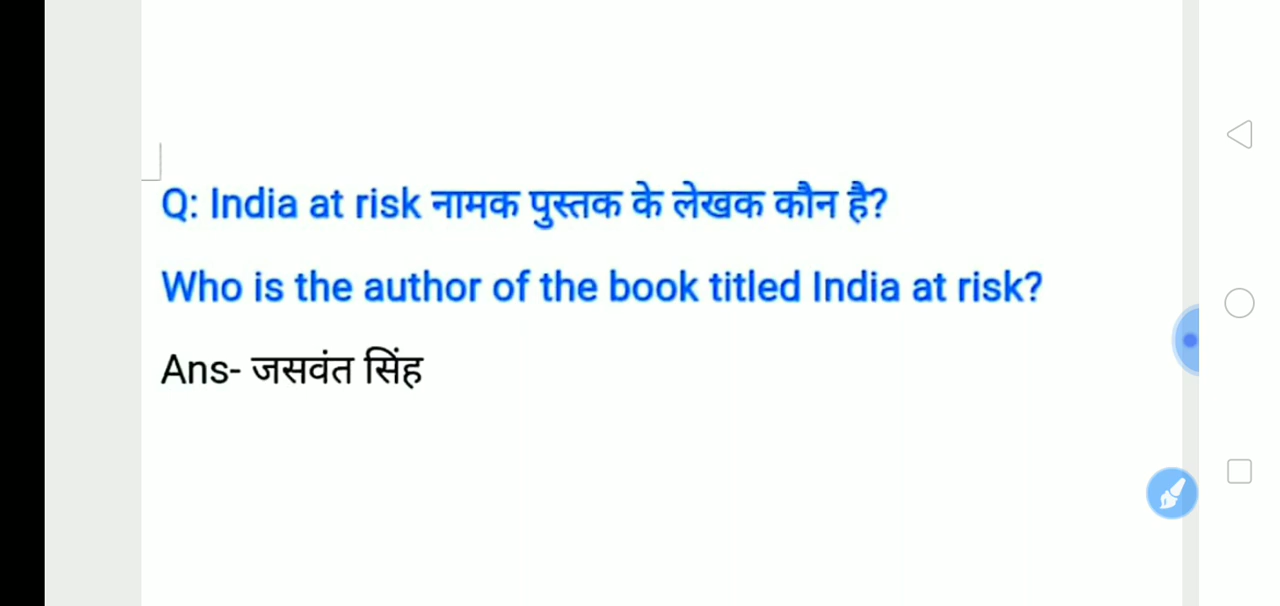 Q: India at risk नामक पुस्तक के लेखक कौन है?
Who is the author of the book titled India at risk?
Ans- जसवंत सिंह